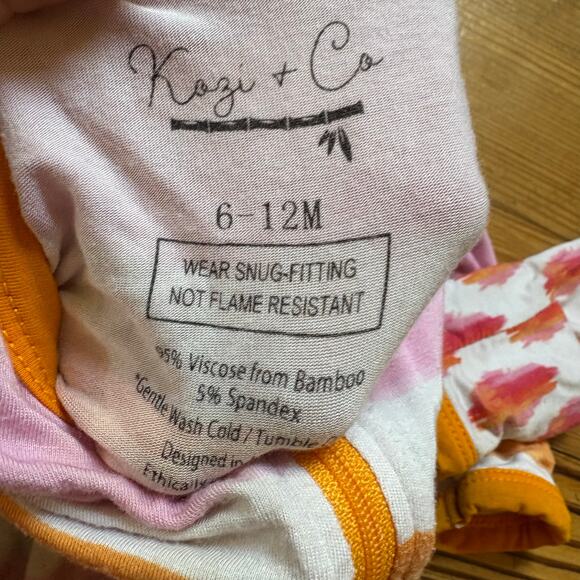 Kozi + Co
6-12M
WEAR SNUG-FITTING
NOT FLAME RESISTANT
95% Viscose from Bamboo
5% Spandex
*Gentle Wash Cold / Tumble
Designed in
Ethically